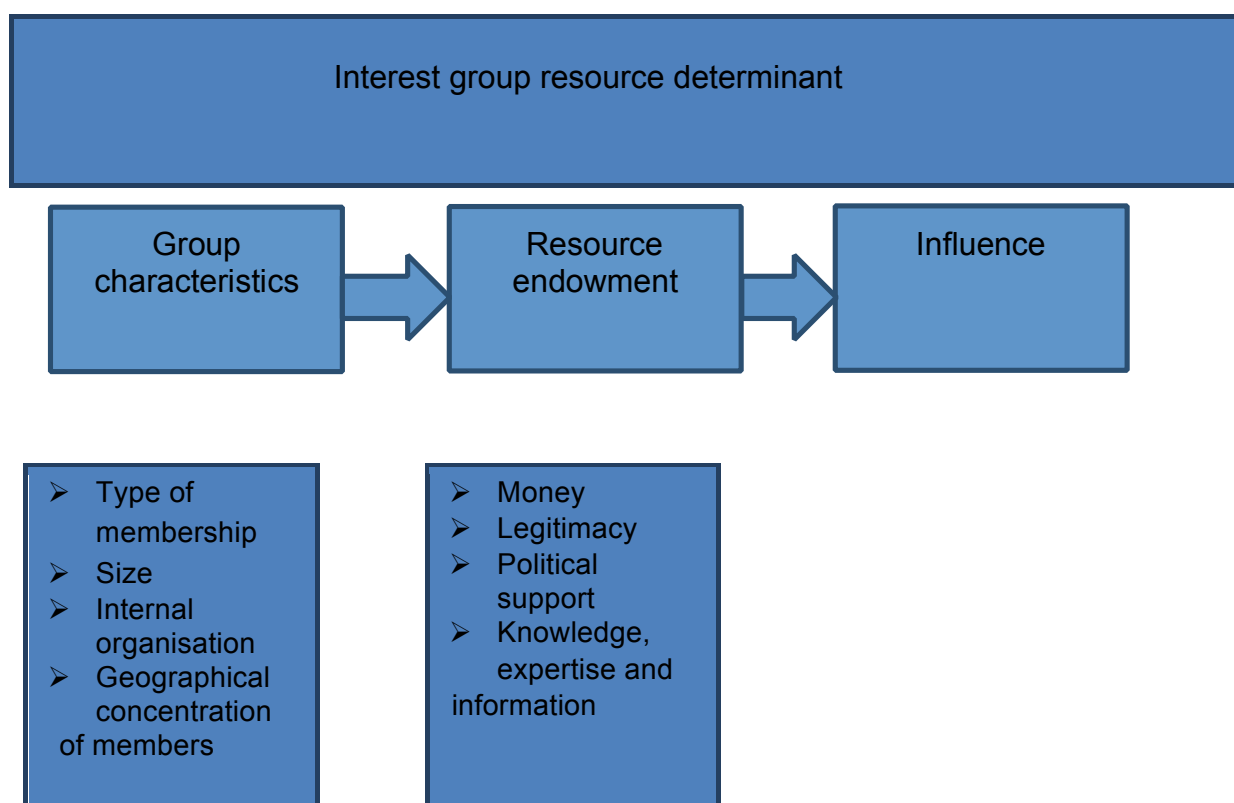 Interest group resource determinant
Group
characteristics
Resource
endowment
Influence
➢ Type of
membership
➢ Size
➢ Internal
organisation
➢ Geographical
concentration
of members
➢ Money
➢ Legitimacy
➢ Political
support
➢ Knowledge,
expertise and
information